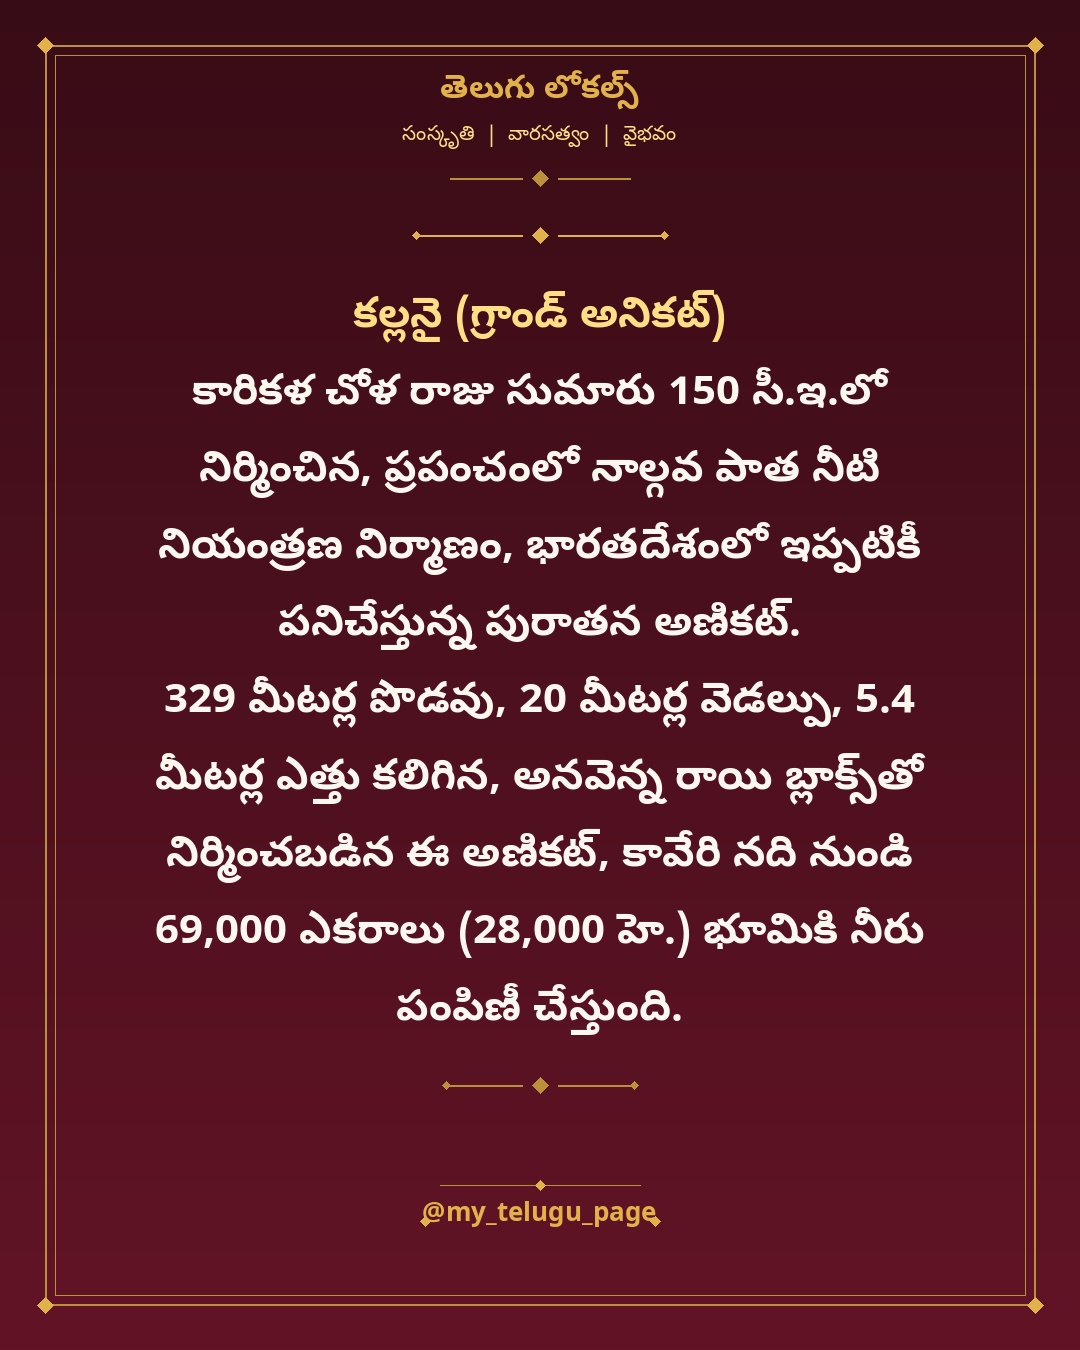 తెలుగు లోకల్స్
సంస్కృతి | వారసత్వం | వైభవం
కల్లనై (గ్రాండ్ అనికట్)
కారికళ చోళ రాజు సుమారు 150 సీ.ఇ.లో
నిర్మించిన, ప్రపంచంలో నాల్గవ పాత నీటి
నియంత్రణ నిర్మాణం, భారతదేశంలో ఇప్పటికీ
పనిచేస్తున్న పురాతన అణికట్.
329 మీటర్ల పొడవు, 20 మీటర్ల వెడల్పు, 5.4
మీటర్ల ఎత్తు కలిగిన, అనవెన్న రాయి బ్లాక్స్‌తో
నిర్మించబడిన ఈ అణికట్, కావేరి నది నుండి
69,000 ఎకరాలు (28,000 హె.) భూమికి నీరు
పంపిణీ చేస్తుంది.
@my_telugu_page